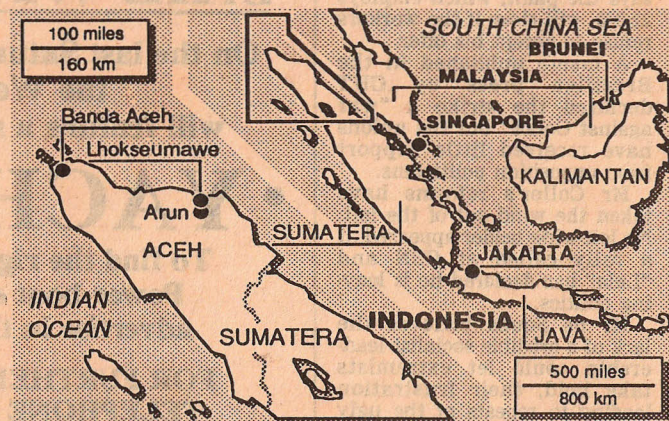 100 miles
160 km
Banda Aceh
Lhokseumawe
Arun
ACEH
INDIAN
OCEAN
SUMATERA
SOUTH CHINA SEA
BRUNEI
MALAYSIA
SINGAPORE
KALIMANTAN
SUMATERA
JAKARTA
INDONESIA
JAVA
500 miles
800 km